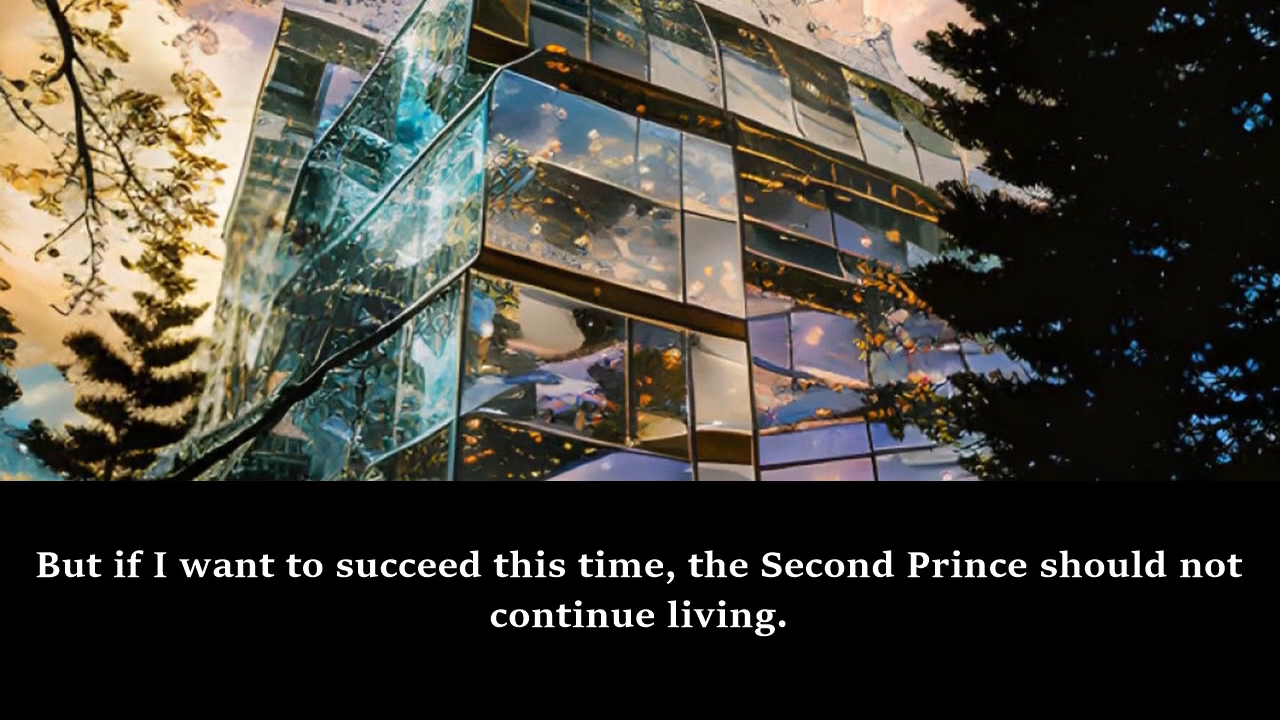 But if I want to succeed this time, the Second Prince should not
continue living.